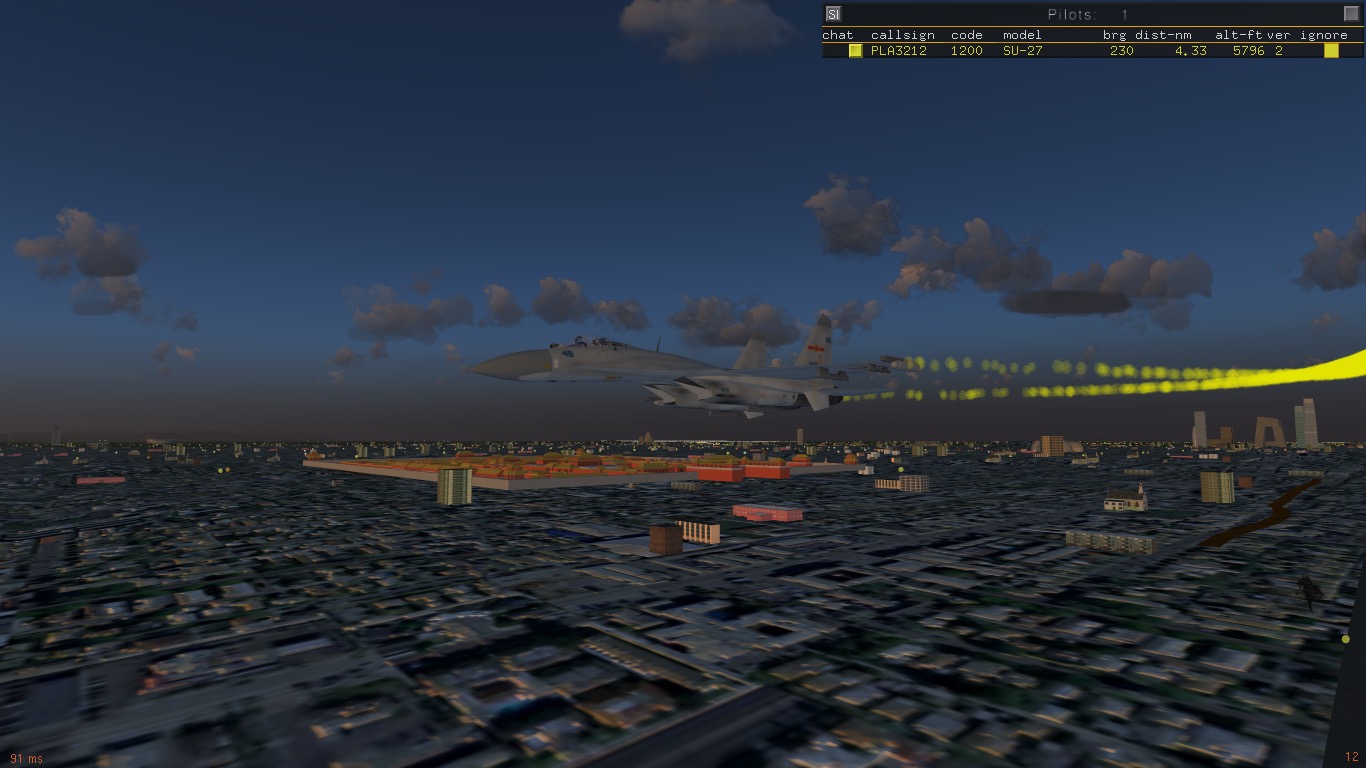 SI Pilots: 1
chat callsign code model brg dist-nm alt-ft ver ignore
PLA3212 1200 SU-27 230 4.33 5796 2
46
91 ms
12